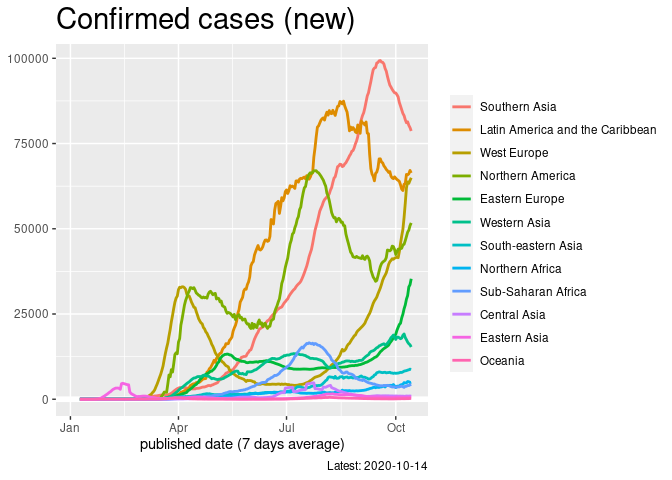 Confirmed cases (new)
100000
75000
50000
25000
0
Jan
Apr
Jul
Oct
published date (7 days average)
Latest: 2020-10-14
Southern Asia
Latin America and the Caribbean
West Europe
Northern America
Eastern Europe
Western Asia
South-eastern Asia
Northern Africa
Sub-Saharan Africa
Central Asia
Eastern Asia
Oceania